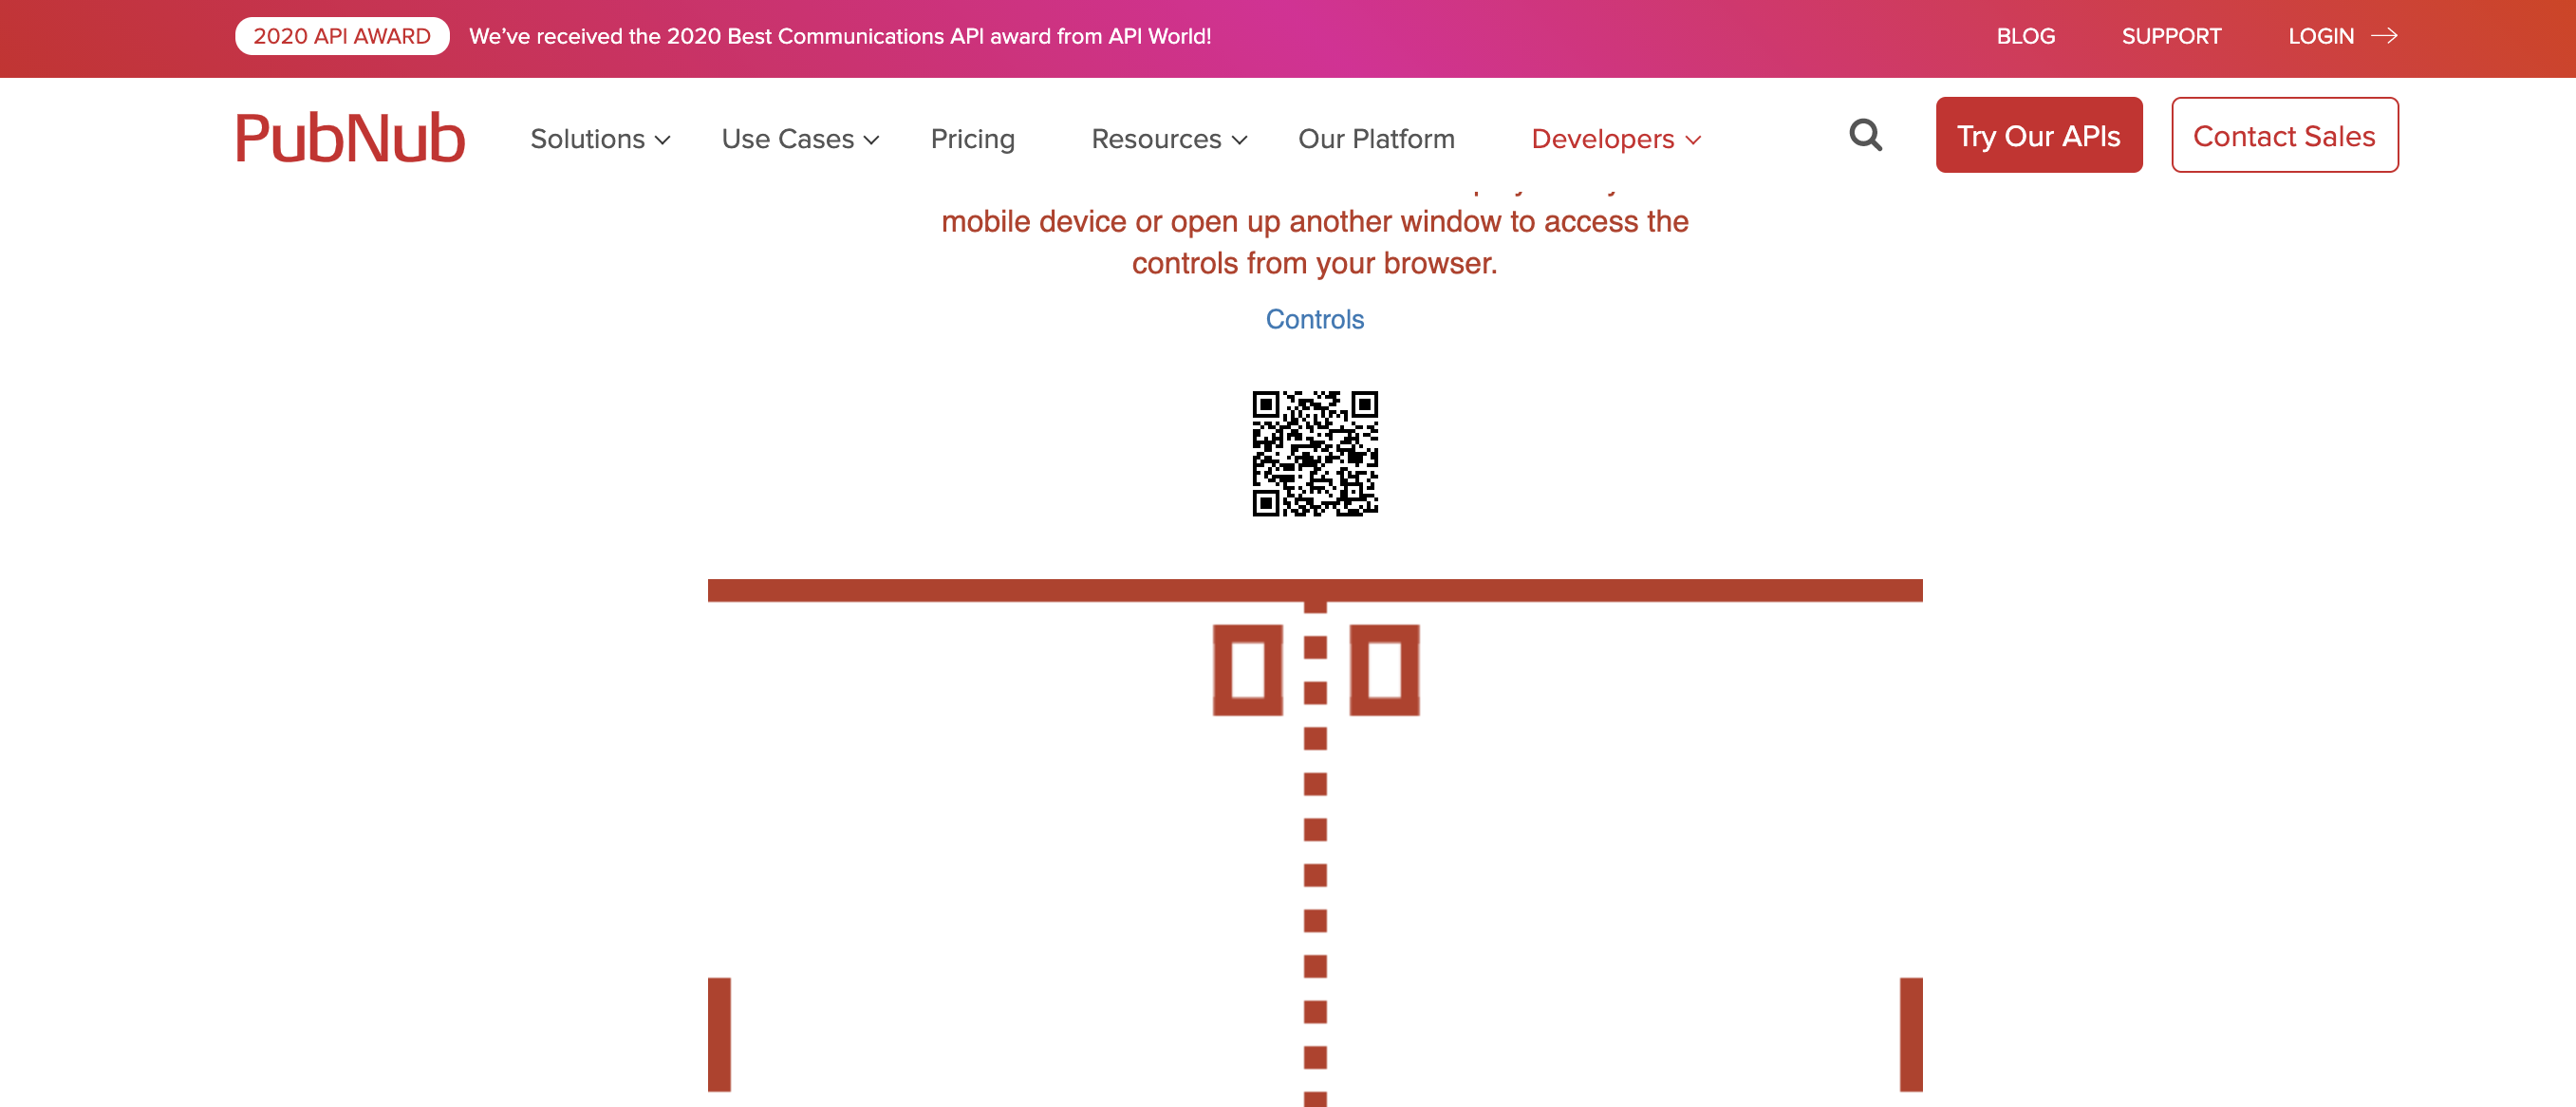 2020 API AWARD We've received the 2020 Best Communications API award from API World! BLOG SUPPORT LOGIN
PubNub Solutions Use Cases Pricing Resources Our Platform Developers Try Our APIs Contact Sales
mobile device or open up another window to access the
controls from your browser.
Controls
0 0